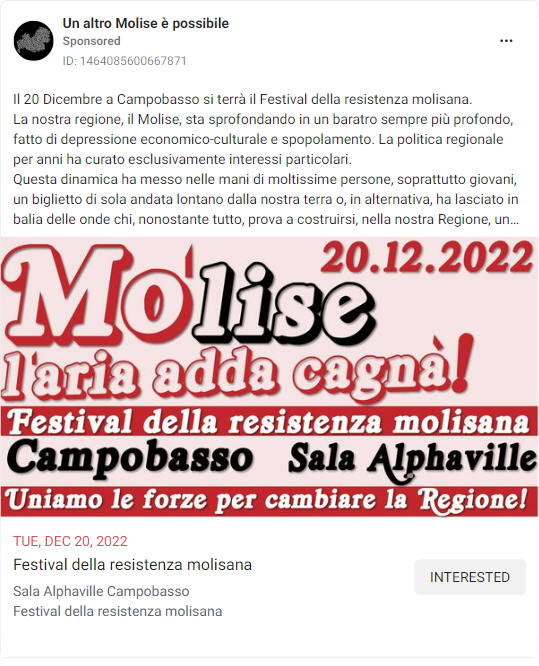 Un altro Molise è possibile
Sponsored
ID: 1464085600667871
Il 20 Dicembre a Campobasso si terrà il Festival della resistenza molisana.
La nostra regione, il Molise, sta sprofondando in un baratro sempre più profondo,
fatto di depressione economico-culturale e spopolamento. La politica regionale
per anni ha curato esclusivamente interessi particolari.
Questa dinamica ha messo nelle mani di moltissime persone, soprattutto giovani,
un biglietto di sola andata lontano dalla nostra terra o, in alternativa, ha lasciato in
balia delle onde chi, nonostante tutto, prova a costruirsi, nella nostra Regione, un...
20.12.2022
Mo'lise
l'aria adda cagnà!
Festival della resistenza molisana
Campobasso Sala Alphaville
Uniamo le forze per cambiare la Regione!
TUE, DEC 20, 2022
Festival della resistenza molisana
INTERESTED
Sala Alphaville Campobasso
Festival della resistenza molisana